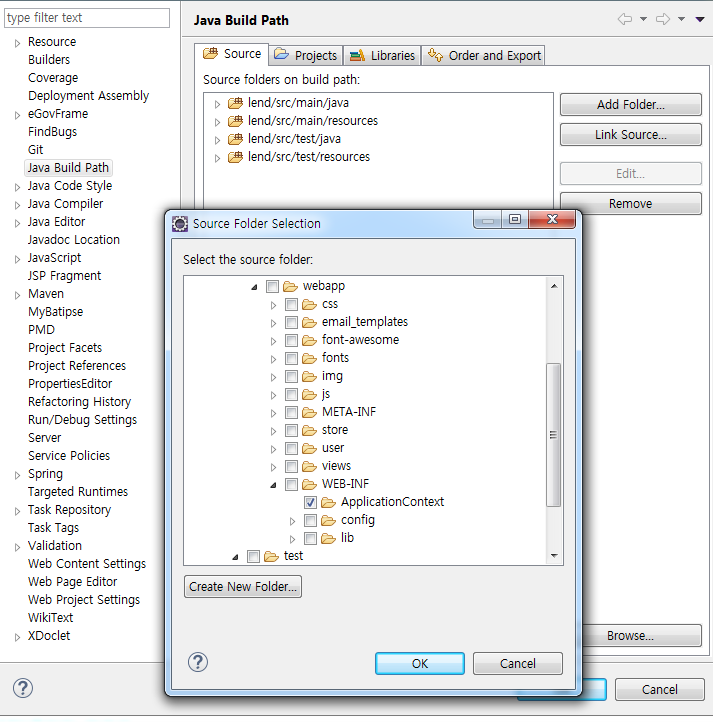 type filter text
Resource
Builders
Coverage
Deployment Assembly
eGovFrame
FindBugs
Git
Java Build Path
Java Code Style
Java Compiler
Java Editor
Javadoc Location
JavaScript
JSP Fragment
Maven
MyBatipse
PMD
Project Facets
Project References
PropertiesEditor
Refactoring History
Run/Debug Settings
Server
Service Policies
Spring
Targeted Runtimes
Task Repository
Task Tags
Validation
Web Content Settings
Web Page Editor
Web Project Settings
WikiText
XDoclet
Java Build Path
Source Projects Libraries Order and Export
Source folders on build path:
lend/src/main/java
lend/src/main/resources
lend/src/test/java
lend/src/test/resources
Add Folder...
Link Source...
Edit...
Remove
Source Folder Selection
Select the source folder:
webapp
css
email_templates
font-awesome
fonts
img
js
META-INF
store
user
views
WEB-INF
ApplicationContext
config
lib
test
Create New Folder...
OK Cancel
Browse...
Cancel